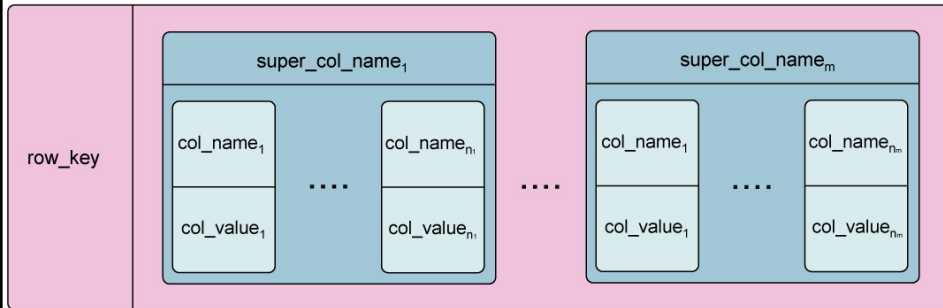 super_col_name₁ super_col_nameₘ
col_name₁ col_nameₙ₁ col_name₁ col_nameₙₘ
row_key .... .... ....
col_value₁ col_valueₙ₁ col_value₁ col_valueₙₘ